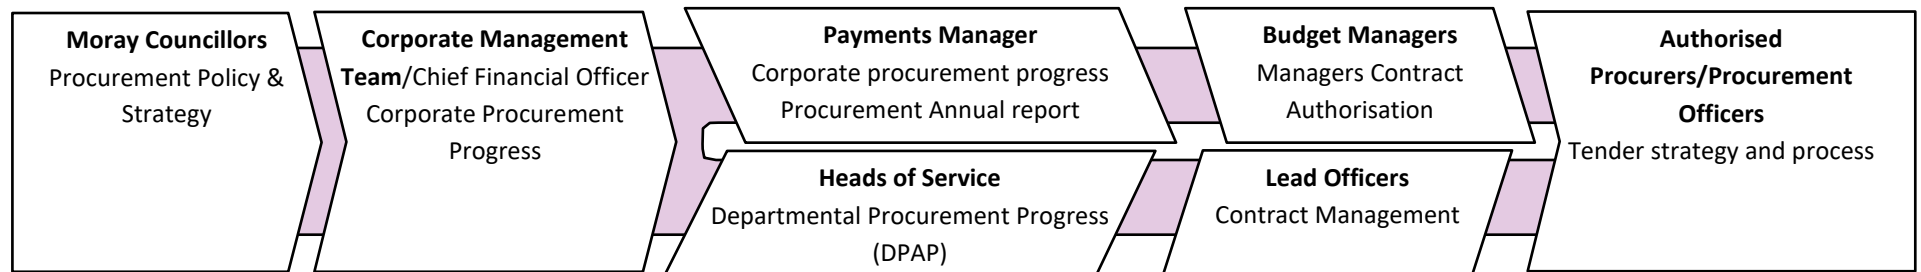 Moray Councillors
Procurement Policy &
Strategy
Corporate Management
Team/Chief Financial Officer
Corporate Procurement
Progress
Payments Manager
Corporate procurement progress
Procurement Annual report
Heads of Service
Departmental Procurement Progress
(DPAP)
Budget Managers
Managers Contract
Authorisation
Lead Officers
Contract Management
Authorised
Procurers/Procurement
Officers
Tender strategy and process